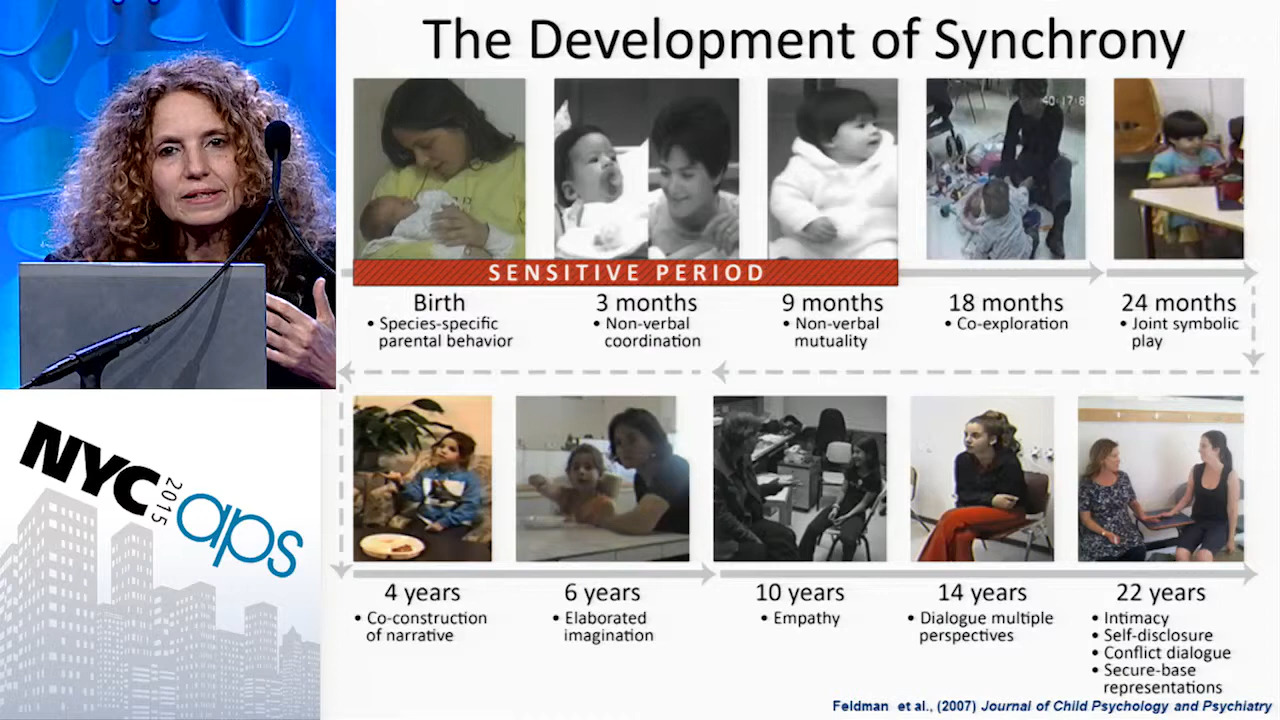 The Development of Synchrony
40:17:8
SENSITIVE PERIOD
Birth
• Species-specific
parental behavior
3 months
• Non-verbal
coordination
9 months
• Non-verbal
mutuality
18 months
• Co-exploration
24 months
• Joint symbolic
play
4 years
• Co-construction
of narrative
6 years
• Elaborated
imagination
10 years
• Empathy
14 years
• Dialogue multiple
perspectives
22 years
• Intimacy
• Self-disclosure
• Conflict dialogue
• Secure-base
representations
Feldman et al., (2007) Journal of Child Psychology and Psychiatry
NYC
2015
aps